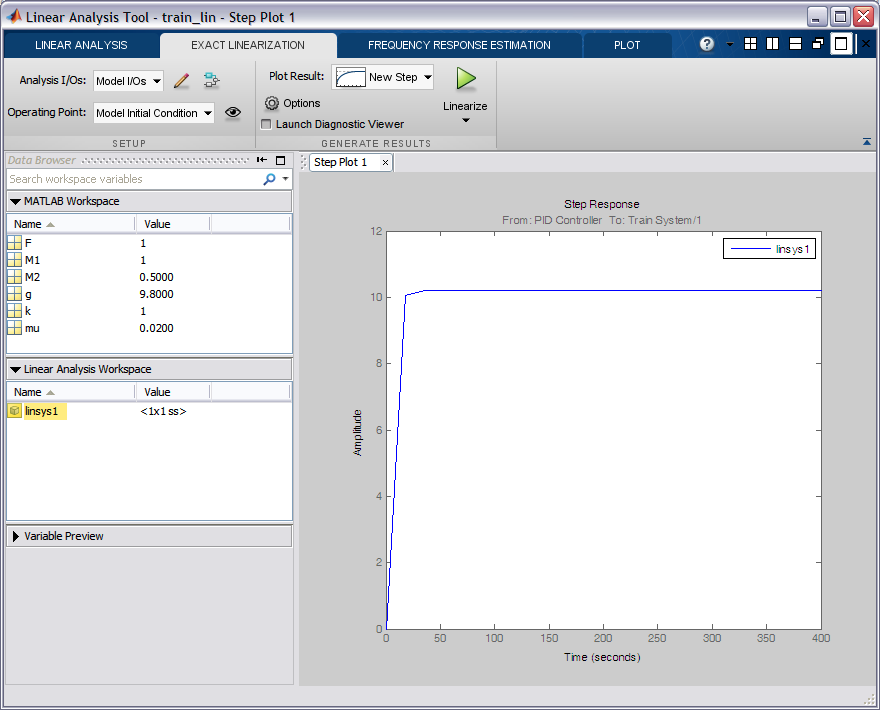 Linear Analysis Tool - train_lin - Step Plot 1
LINEAR ANALYSIS EXACT LINEARIZATION FREQUENCY RESPONSE ESTIMATION PLOT ?
Analysis I/Os: Model I/Os
Operating Point: Model Initial Condition
SETUP
Plot Result: New Step
Options
Launch Diagnostic Viewer
Linearize
GENERATE RESULTS
Data Browser
Search workspace variables
MATLAB Workspace
Name Value
F 1
M1 1
M2 0.5000
g 9.8000
k 1
mu 0.0200
Linear Analysis Workspace
Name Value
linsys1 <1x1 ss>
Variable Preview
Step Plot 1 ×
Step Response
From: PID Controller To: Train System/1
linsys1
12
10
8
6
4
2
0
Amplitude
0 50 100 150 200 250 300 350 400
Time (seconds)